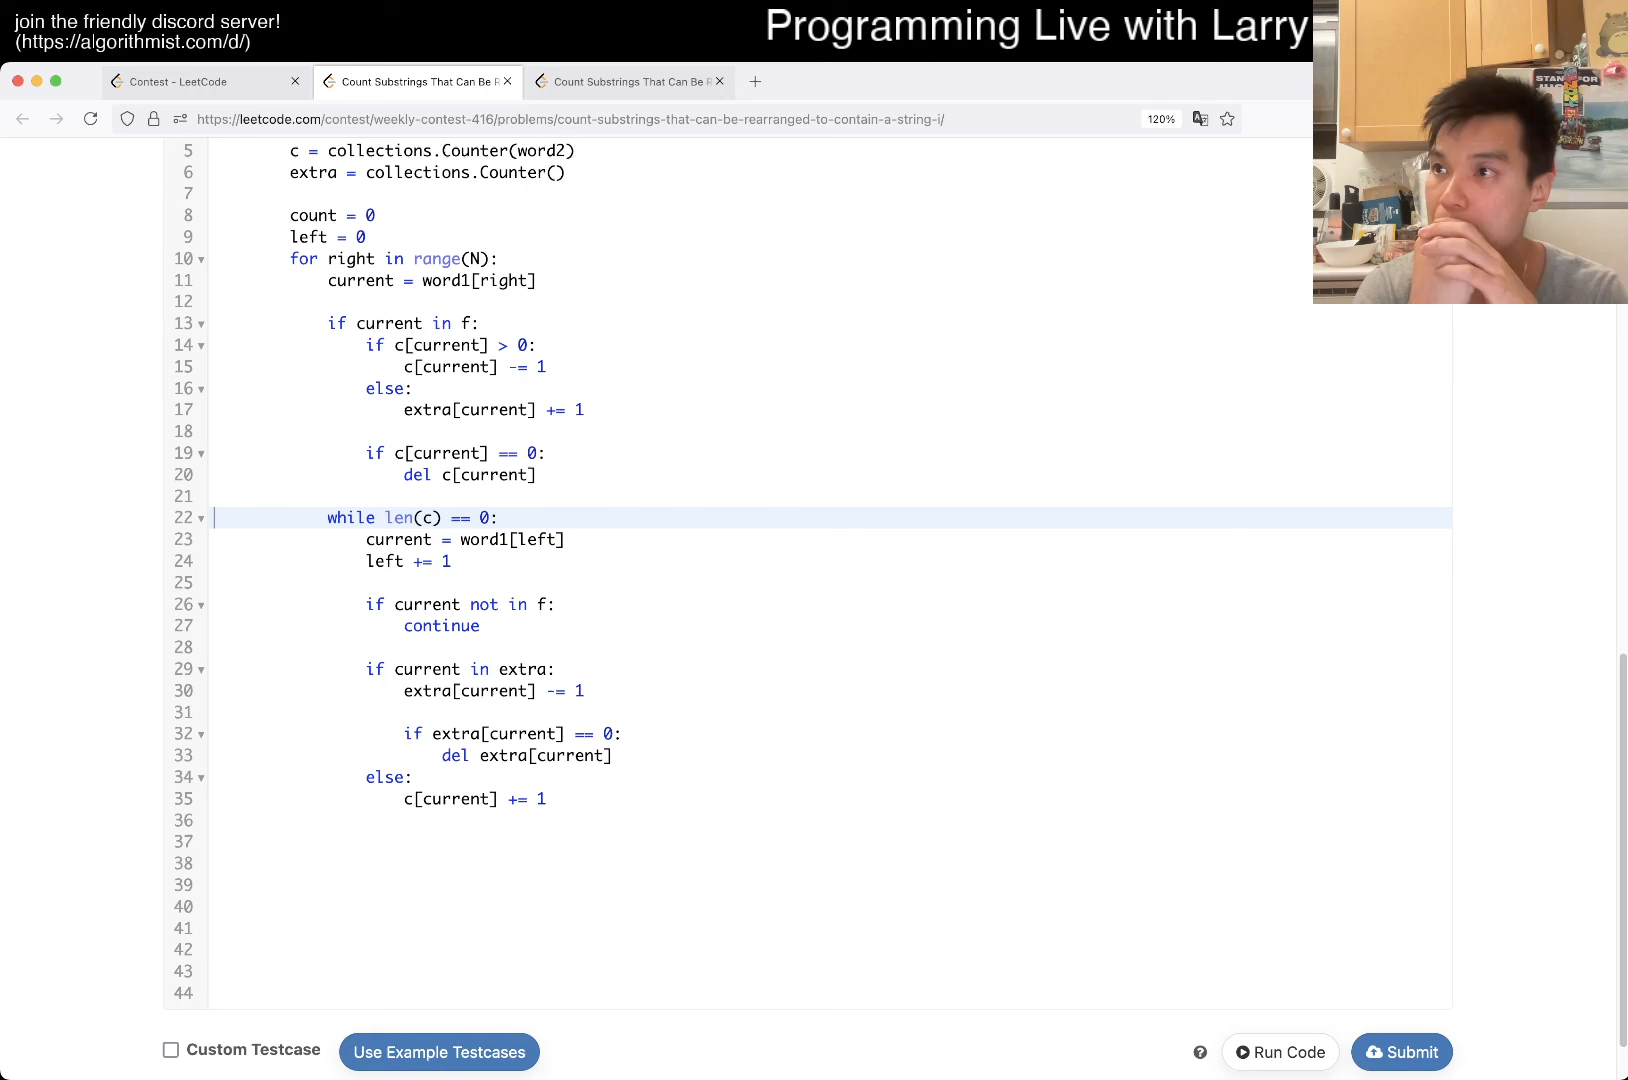 join the friendly discord server!
(https://algorithmist.com/d/)
Programming Live with Larry
Contest - LeetCode
Count Substrings That Can Be R
Count Substrings That Can Be R
https://leetcode.com/contest/weekly-contest-416/problems/count-substrings-that-can-be-rearranged-to-contain-a-string-i/
120%
STAN FOR
5 c = collections.Counter(word2)
6 extra = collections.Counter()
7
8 count = 0
9 left = 0
10 for right in range(N):
11 current = word1[right]
12
13 if current in f:
14 if c[current] > 0:
15 c[current] -= 1
16 else:
17 extra[current] += 1
18
19 if c[current] == 0:
20 del c[current]
21
22 while len(c) == 0:
23 current = word1[left]
24 left += 1
25
26 if current not in f:
27 continue
28
29 if current in extra:
30 extra[current] -= 1
31
32 if extra[current] == 0:
33 del extra[current]
34 else:
35 c[current] += 1
36
37
38
39
40
41
42
43
44
Custom Testcase
Use Example Testcases
?
Run Code
Submit